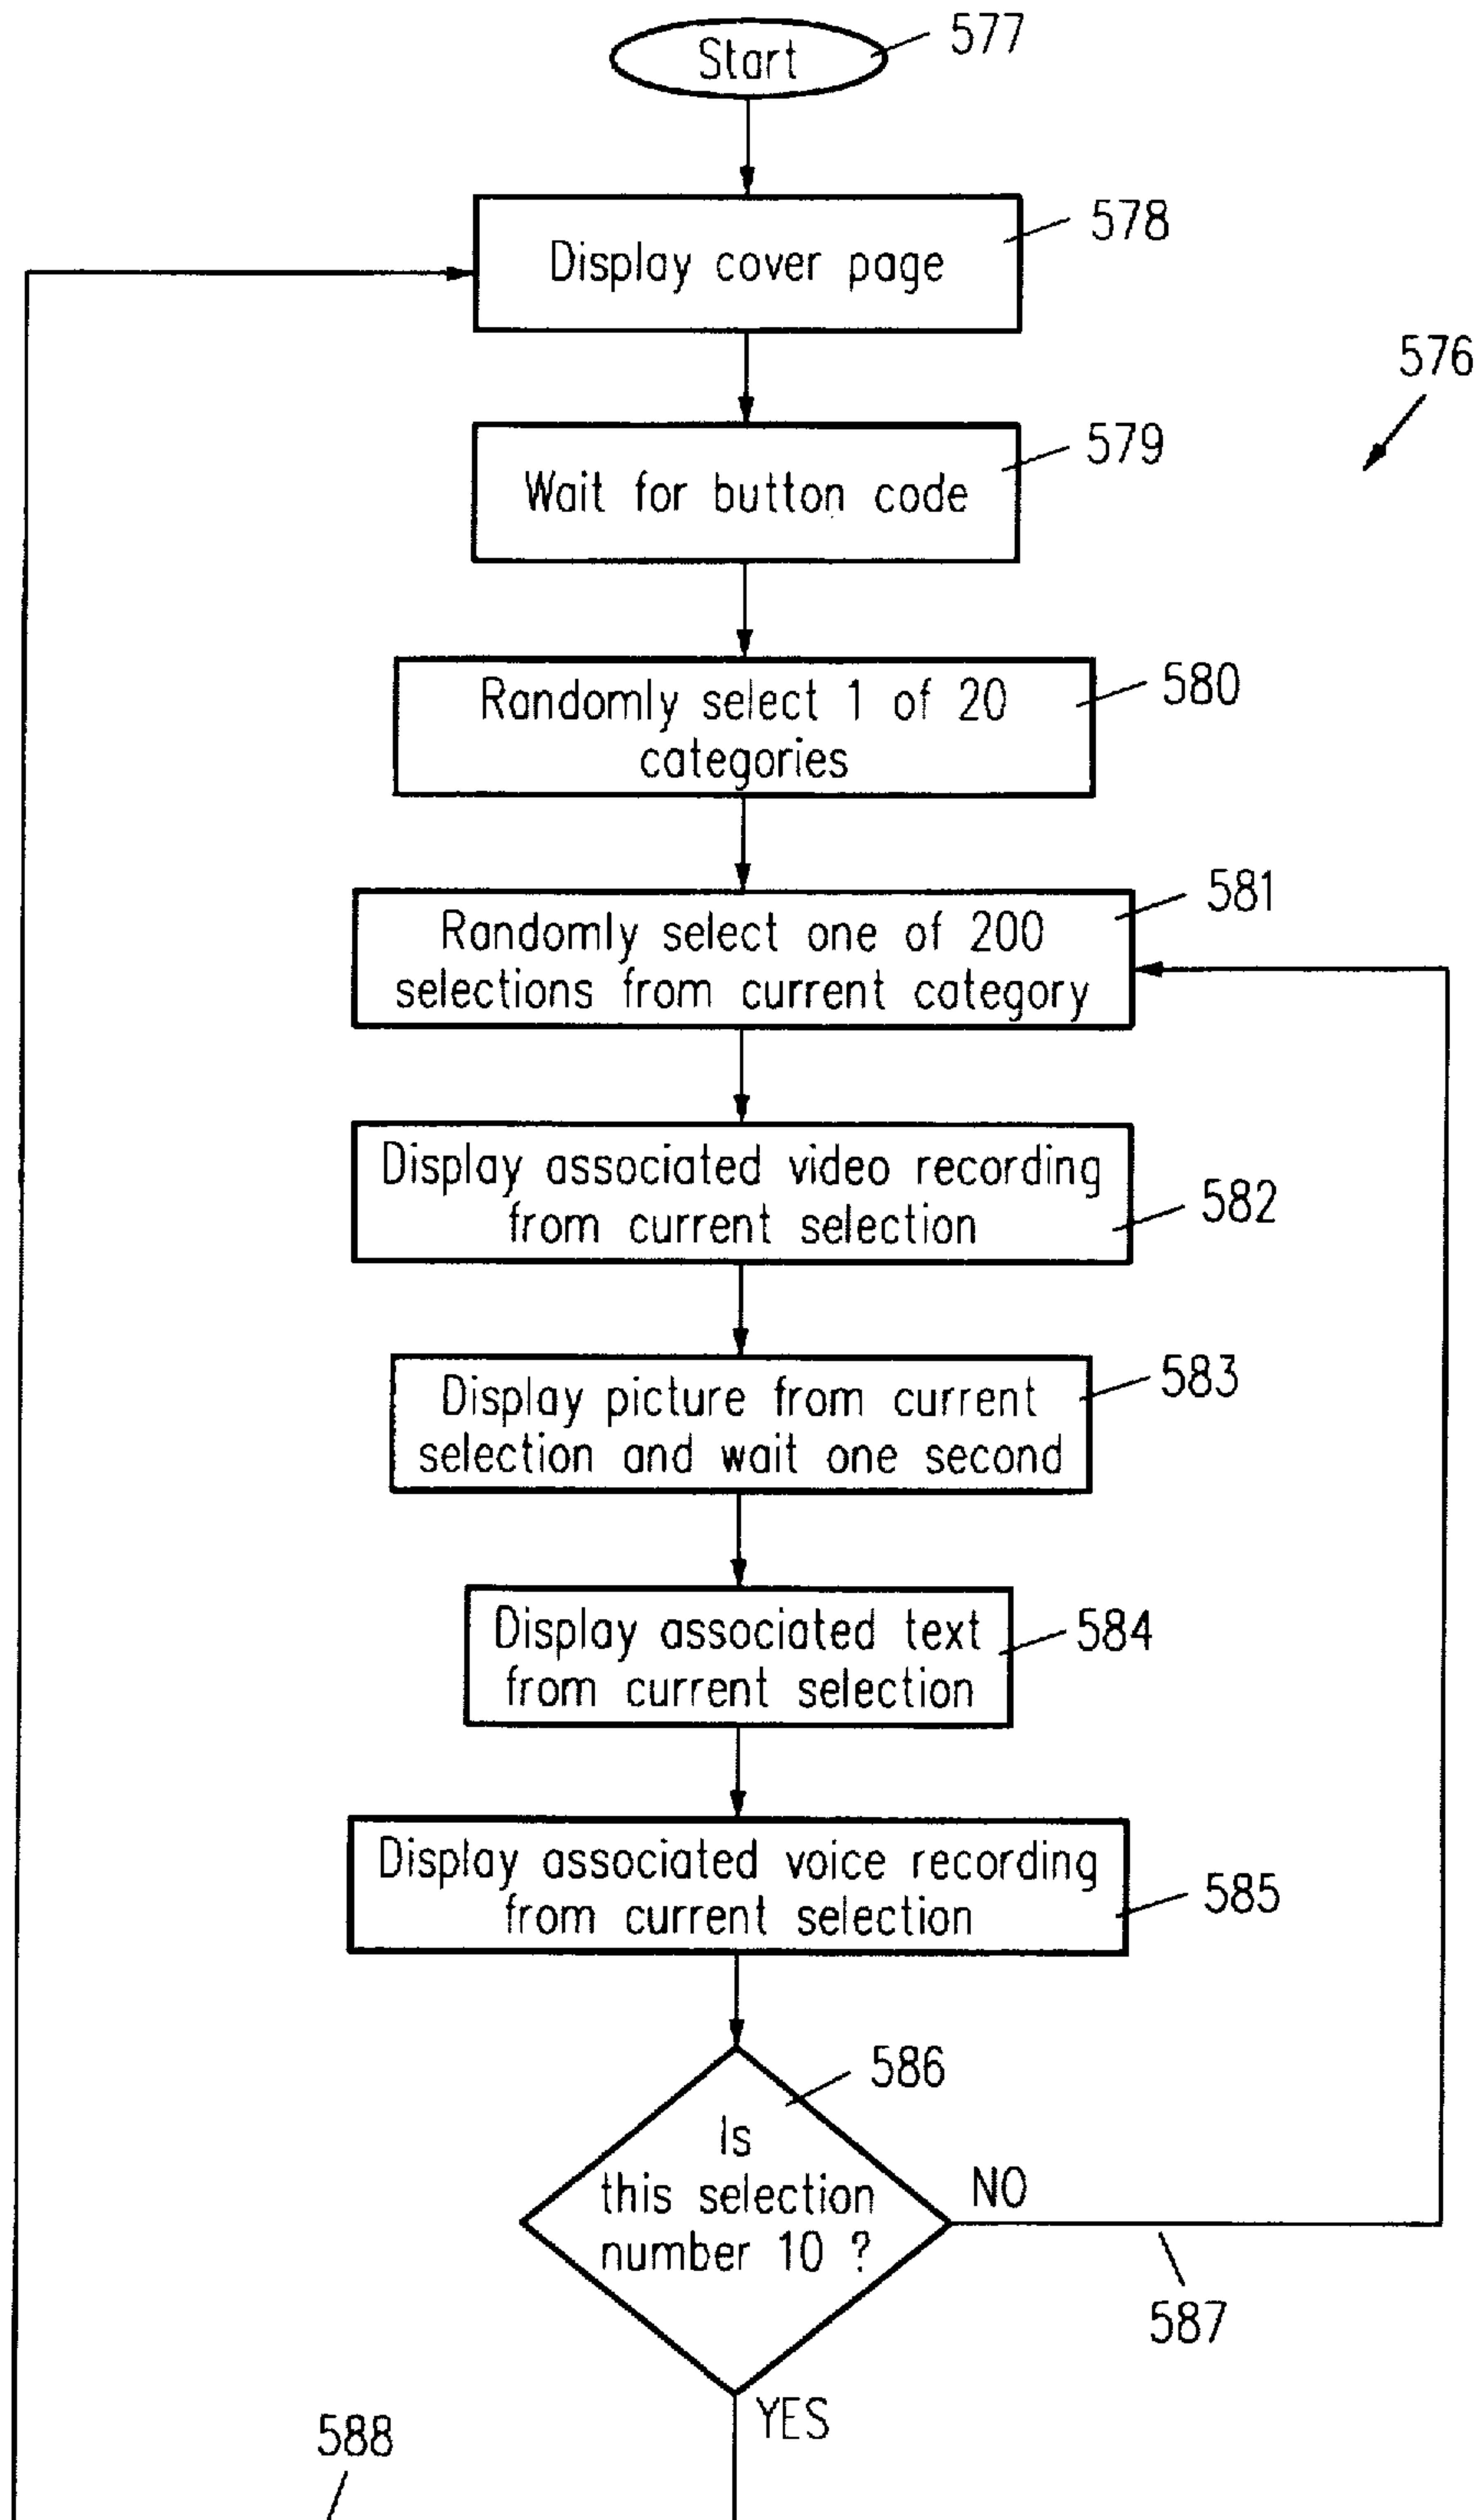 Start
577
Display cover page
578
576
Wait for button code
579
Randomly select 1 of 20
categories
580
Randomly select one of 200
selections from current category
581
Display associated video recording
from current selection
582
Display picture from current
selection and wait one second
583
Display associated text
from current selection
584
Display associated voice recording
from current selection
585
586
Is
this selection
number 10 ?
NO
587
YES
588